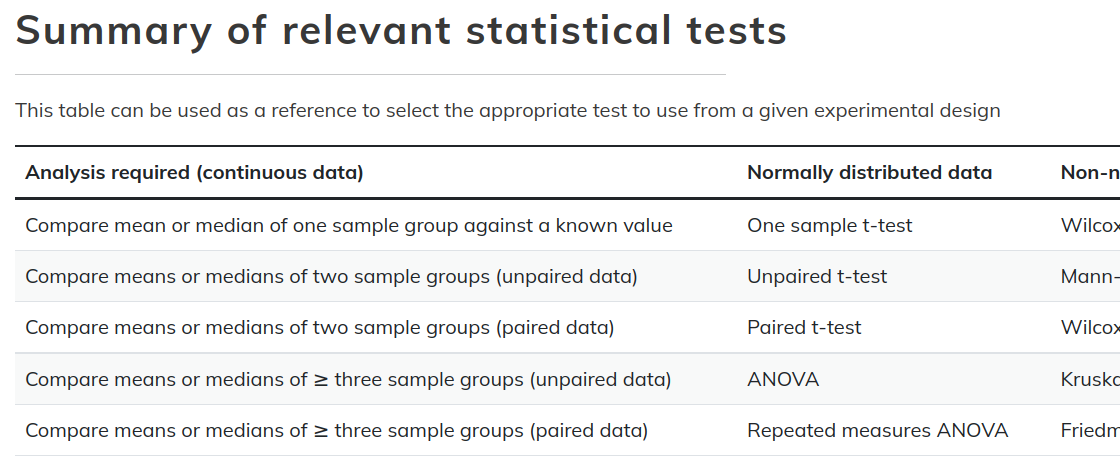 Summary of relevant statistical tests
This table can be used as a reference to select the appropriate test to use from a given experimental design
Analysis required (continuous data) Normally distributed data Non-n
Compare mean or median of one sample group against a known value One sample t-test Wilcox
Compare means or medians of two sample groups (unpaired data) Unpaired t-test Mann-
Compare means or medians of two sample groups (paired data) Paired t-test Wilcox
Compare means or medians of ≥ three sample groups (unpaired data) ANOVA Kruska
Compare means or medians of ≥ three sample groups (paired data) Repeated measures ANOVA Friedm